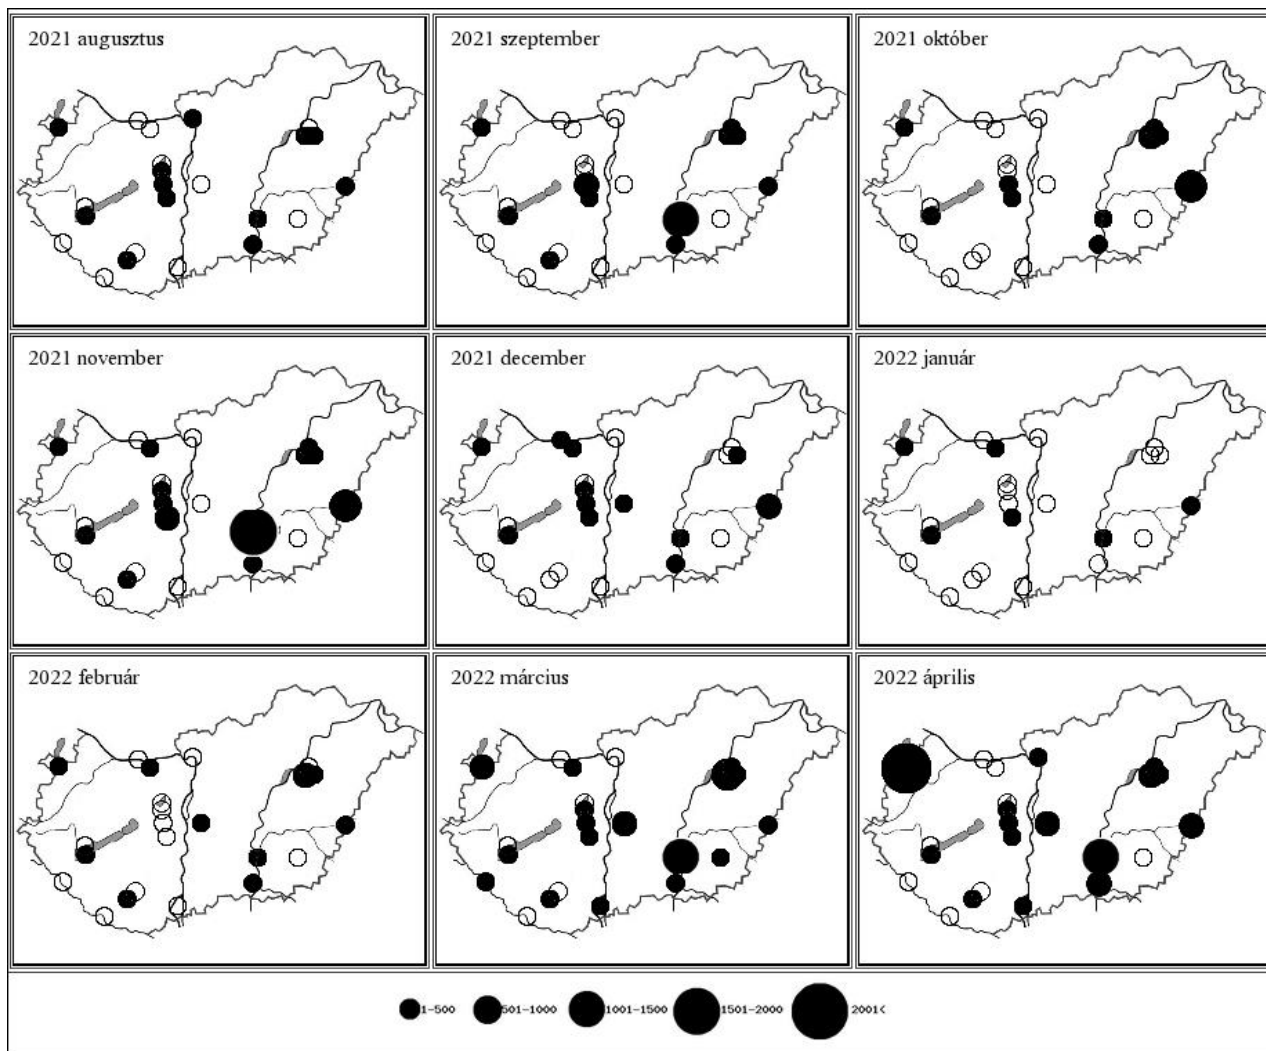 2021 augusztus
2021 szeptember
2021 október
2021 november
2021 december
2022 január
2022 február
2022 március
2022 április
1-500
501-1000
1001-1500
1501-2000
2001<